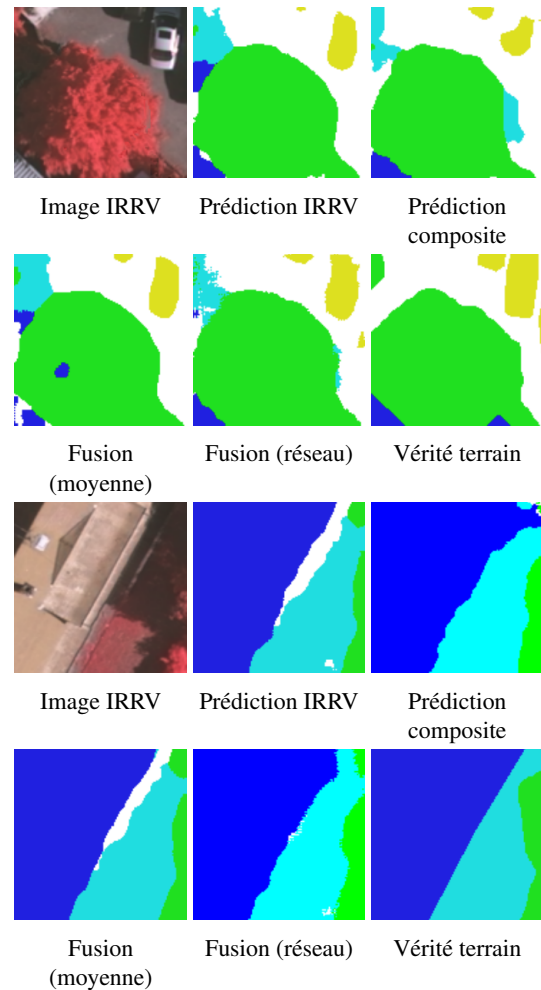 Image IRRV
Prédiction IRRV
Prédiction
composite
Fusion
(moyenne)
Fusion (réseau)
Vérité terrain
Image IRRV
Prédiction IRRV
Prédiction
composite
Fusion
(moyenne)
Fusion (réseau)
Vérité terrain